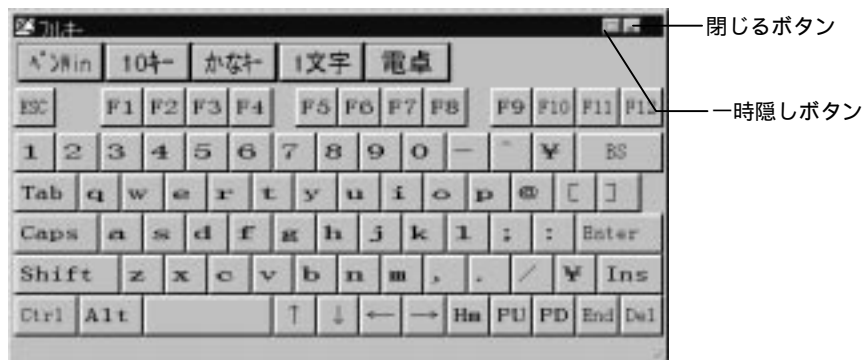 フルキー
閉じるボタン
ペンWin 10キー かなキー 1文字 電卓
ESC F1 F2 F3 F4 F5 F6 F7 F8 F9 F10 F11 F12
一時隠しボタン
1 2 3 4 5 6 7 8 9 0 - ^ ¥ BS
Tab q w e r t y u i o p @ [ ]
Caps a s d f g h j k l ; : Enter
Shift z x c v b n m , . / ¥ Ins
Ctrl Alt ↑ ↓ ← → Hm PU PD End Del